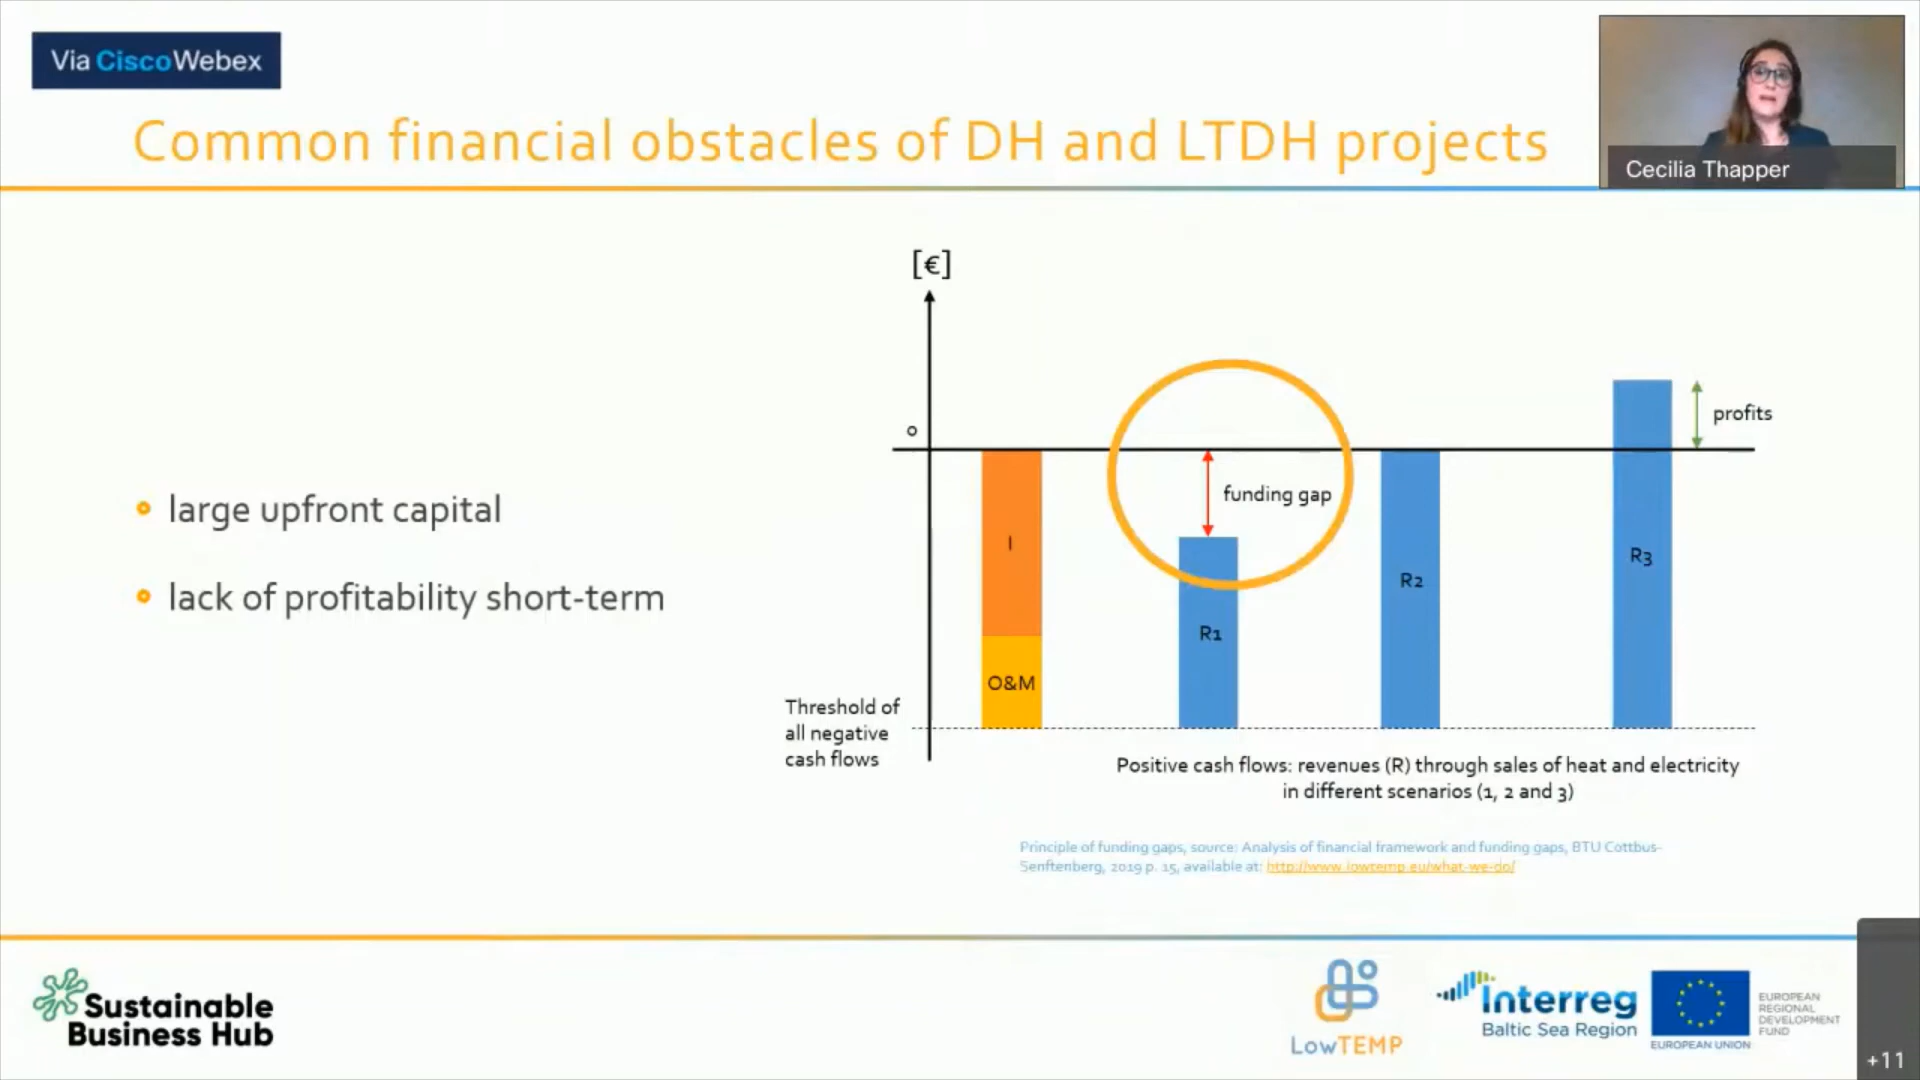 Via CiscoWebex
Common financial obstacles of DH and LTDH projects
Cecilia Thapper
[€]
0
profits
funding gap
large upfront capital
lack of profitability short-term
I
R1
R2
R3
O&M
Threshold of
all negative
cash flows
Positive cash flows: revenues (R) through sales of heat and electricity
in different scenarios (1, 2 and 3)
Principle of funding gaps, source: Analysis of financial framework and funding gaps, BTU Cottbus-
Senftenberg, 2019 p. 15, available at: http://www.lowtemp.eu/what-we-do/
Sustainable
Business Hub
LowTEMP
Interreg
Baltic Sea Region
EUROPEAN UNION
EUROPEAN
REGIONAL
DEVELOPMENT
FUND
+11